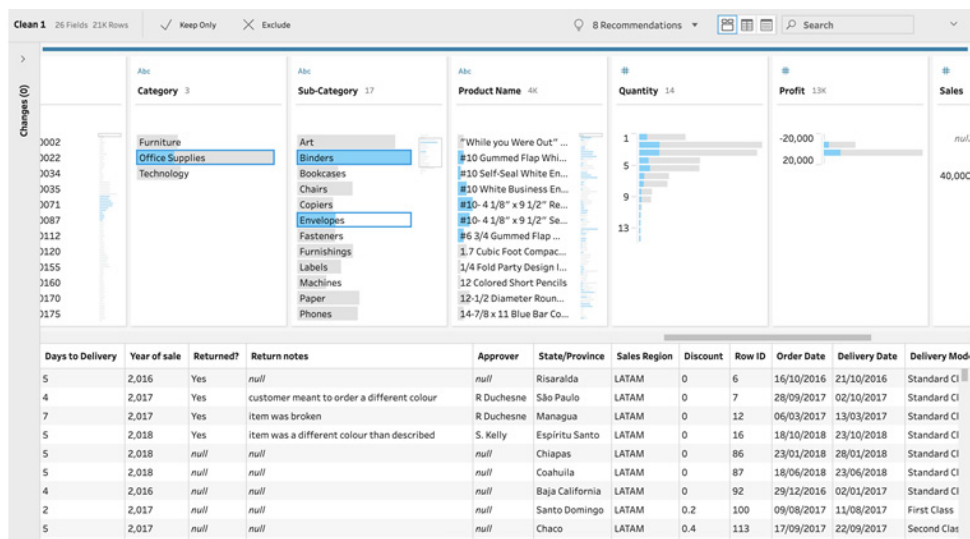 Clean 1 26 Fields 21K Rows Keep Only Exclude 8 Recommendations Search
Changes (0)
Abc Abc Abc # # #
Category 3 Sub-Category 17 Product Name 4K Quantity 14 Profit 13K Sales
0002
0022
0034
0035
0071
0087
0112
0120
0155
0160
0170
0175
Furniture
Office Supplies
Technology
Art
Binders
Bookcases
Chairs
Copiers
Envelopes
Fasteners
Furnishings
Labels
Machines
Paper
Phones
"While you Were Out" ...
#10 Gummed Flap Whi...
#10 Self-Seal White En...
#10 White Business En...
#10- 4 1/8" x 9 1/2" Re...
#10- 4 1/8" x 9 1/2" Se...
#6 3/4 Gummed Flap ...
1.7 Cubic Foot Compac...
1/4 Fold Party Design I...
12 Colored Short Pencils
12-1/2 Diameter Roun...
14-7/8 x 11 Blue Bar Co...
1
5
9
13
-20,000
20,000
null
40,000
Days to Delivery Year of sale Returned? Return notes Approver State/Province Sales Region Discount Row ID Order Date Delivery Date Delivery Mode
5 2,016 Yes null null Risaralda LATAM 0 6 16/10/2016 21/10/2016 Standard Cl
4 2,017 Yes customer meant to order a different colour R Duchesne São Paulo LATAM 0 7 28/09/2017 02/10/2017 Standard Cl
7 2,017 Yes item was broken R Duchesne Managua LATAM 0 12 06/03/2017 13/03/2017 Standard Cl
5 2,018 Yes item was a different colour than described S. Kelly Espíritu Santo LATAM 0 16 18/10/2018 23/10/2018 Standard Cl
5 2,018 null null null Chiapas LATAM 0 86 23/01/2018 28/01/2018 Standard Cl
5 2,018 null null null Coahuila LATAM 0 87 18/06/2018 23/06/2018 Standard Cl
4 2,016 null null null Baja California LATAM 0 92 29/12/2016 02/01/2017 Standard Cl
2 2,017 null null null Santo Domingo LATAM 0.2 100 09/08/2017 11/08/2017 First Class
5 2,017 null null null Chaco LATAM 0.4 113 17/09/2017 22/09/2017 Second Clas